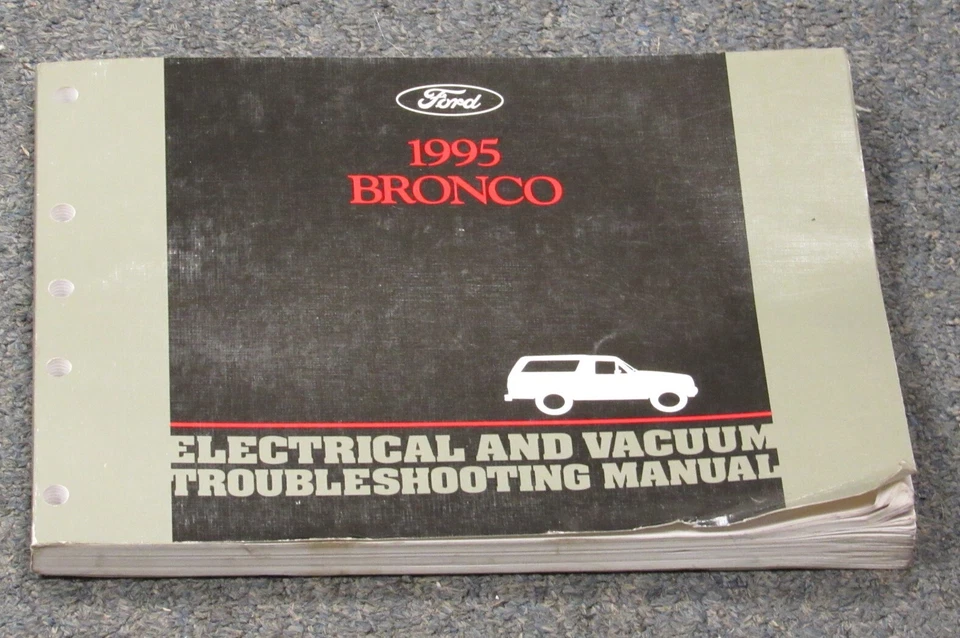 Ford
1995
BRONCO
ELECTRICAL AND VACUUM
TROUBLESHOOTING MANUAL